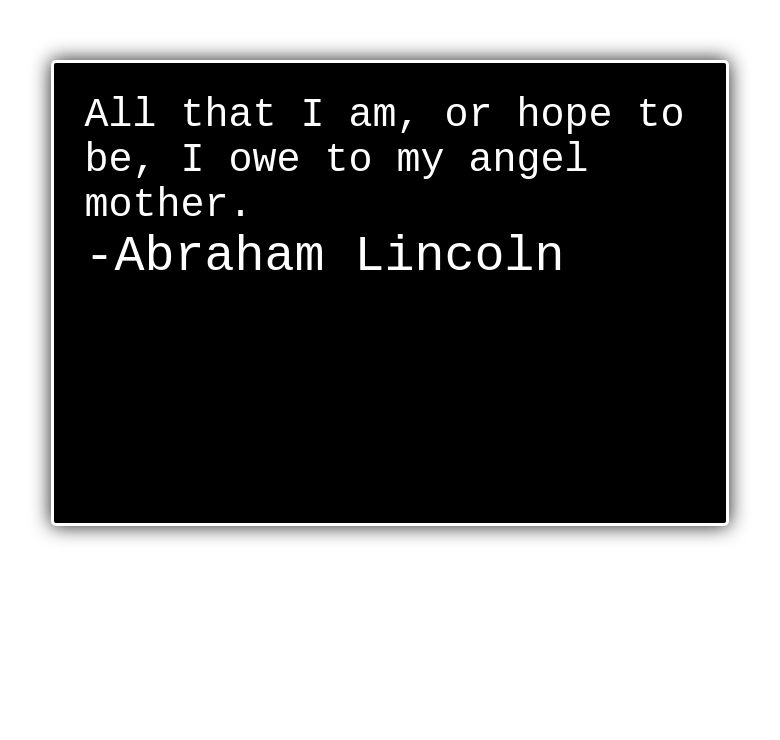 All that I am, or hope to
be, I owe to my angel
mother.
-Abraham Lincoln